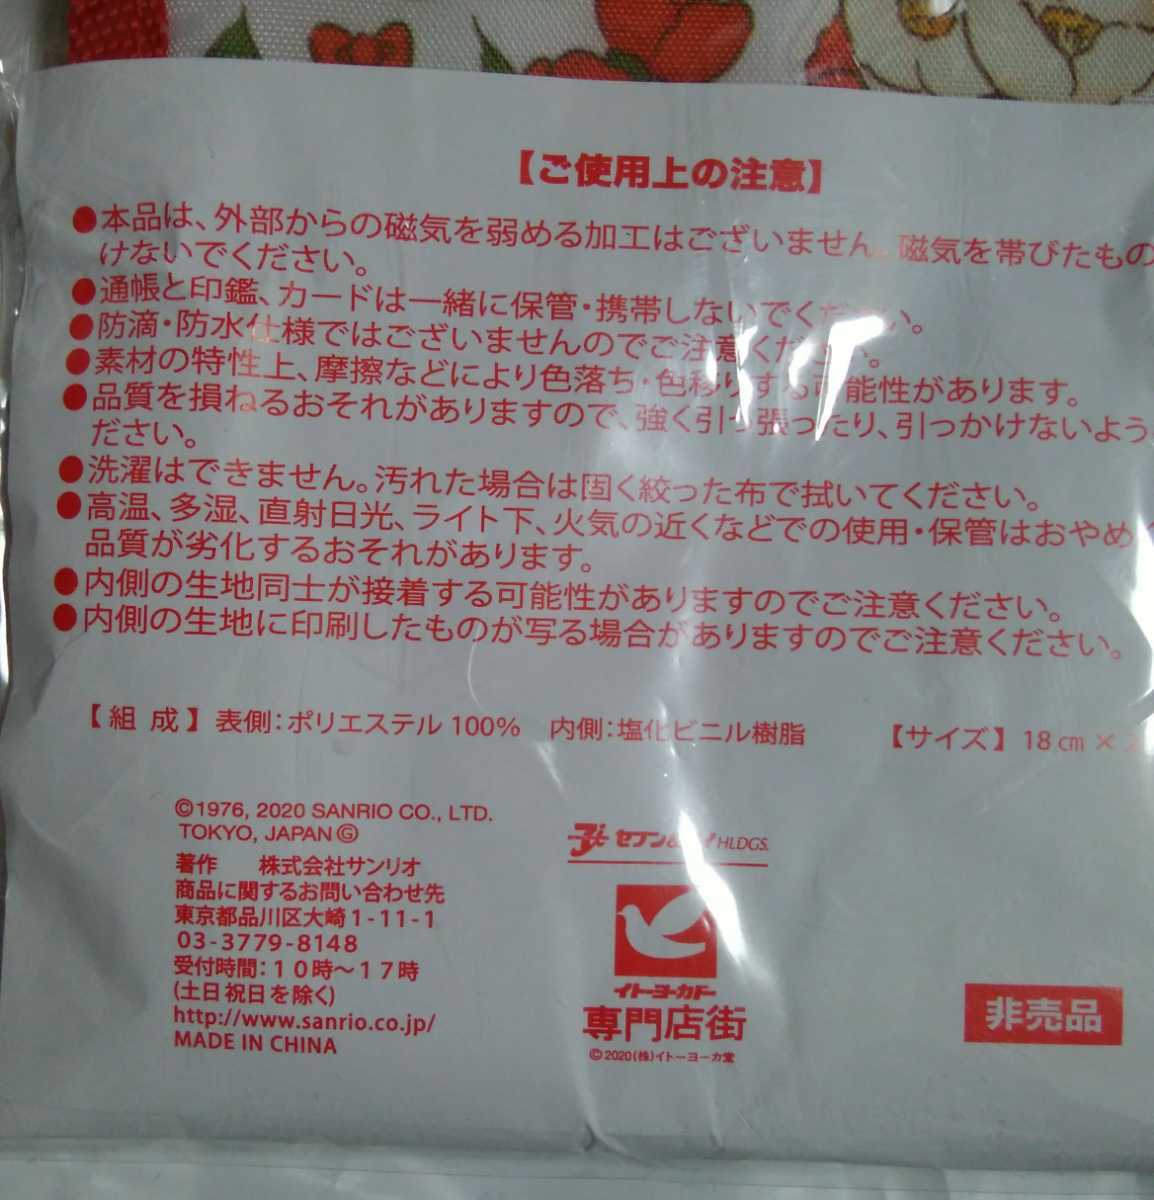 【ご使用上の注意】
●本品は、外部からの磁気を弱める加工はございません。磁気を帯びたもの
けないでください。
●通帳と印鑑、カードは一緒に保管・携帯しないでください。
●防滴・防水仕様ではございませんのでご注意ください。
●素材の特性上、摩擦などにより色落ち・色移りする可能性があります。
●品質を損ねるおそれがありますので、強く引っ張ったり、引っかけないよう
ださい。
●洗濯はできません。汚れた場合は固く絞った布で拭いてください。
●高温、多湿、直射日光、ライト下、火気の近くなどでの使用・保管はおやめ
品質が劣化するおそれがあります。
●内側の生地同士が接着する可能性がありますのでご注意ください。
●内側の生地に印刷したものが写る場合がありますのでご注意ください。
【組成】表側：ポリエステル 100% 内側：塩化ビニル樹脂 【サイズ】18㎝×2
©1976, 2020 SANRIO CO., LTD.
TOKYO, JAPAN Ⓖ
著作 株式会社サンリオ
商品に関するお問い合わせ先
東京都品川区大崎1-11-1
03-3779-8148
受付時間：10時～17時
(土日祝日を除く)
http://www.sanrio.co.jp/
MADE IN CHINA
セブン&アイ HLDGS.
イトーヨーカドー
専門店街
©2020(株)イトーヨーカ堂
非売品